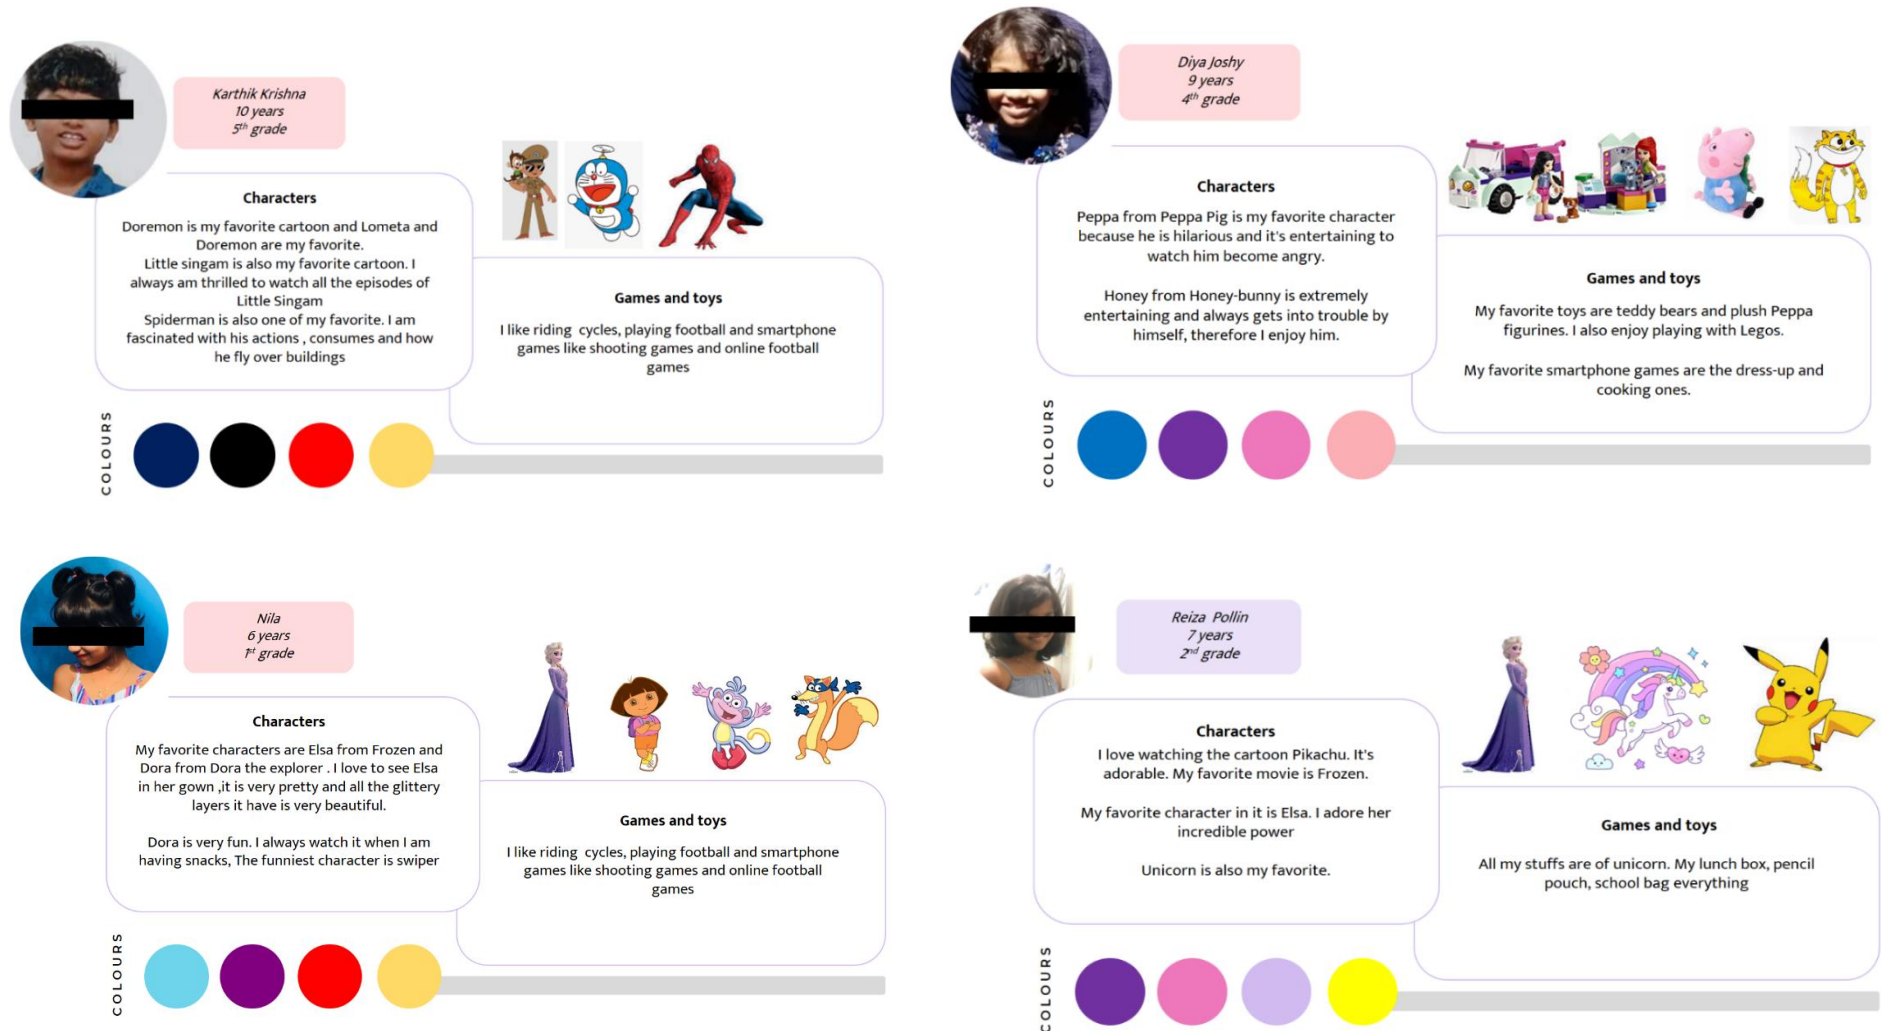 Karthik Krishna
10 years
5th grade
Characters
Doremon is my favorite cartoon and Lometa and
Doremon are my favorite.
Little singam is also my favorite cartoon. I
always am thrilled to watch all the episodes of
Little Singam
Spiderman is also one of my favorite. I am
fascinated with his actions , consumes and how
he fly over buildings
Games and toys
I like riding cycles, playing football and smartphone
games like shooting games and online football
games
COLOURS
Diya Joshy
9 years
4th grade
Characters
Peppa from Peppa Pig is my favorite character
because he is hilarious and it's entertaining to
watch him become angry.
Honey from Honey-bunny is extremely
entertaining and always gets into trouble by
himself, therefore I enjoy him.
Games and toys
My favorite toys are teddy bears and plush Peppa
figurines. I also enjoy playing with Legos.
My favorite smartphone games are the dress-up and
cooking ones.
COLOURS
Nila
6 years
1st grade
Characters
My favorite characters are Elsa from Frozen and
Dora from Dora the explorer . I love to see Elsa
in her gown ,it is very pretty and all the glittery
layers it have is very beautiful.
Dora is very fun. I always watch it when I am
having snacks, The funniest character is swiper
Games and toys
I like riding cycles, playing football and smartphone
games like shooting games and online football
games
COLOURS
Reiza Pollin
7 years
2nd grade
Characters
I love watching the cartoon Pikachu. It's
adorable. My favorite movie is Frozen.
My favorite character in it is Elsa. I adore her
incredible power
Unicorn is also my favorite.
Games and toys
All my stuffs are of unicorn. My lunch box, pencil
pouch, school bag everything
COLOURS